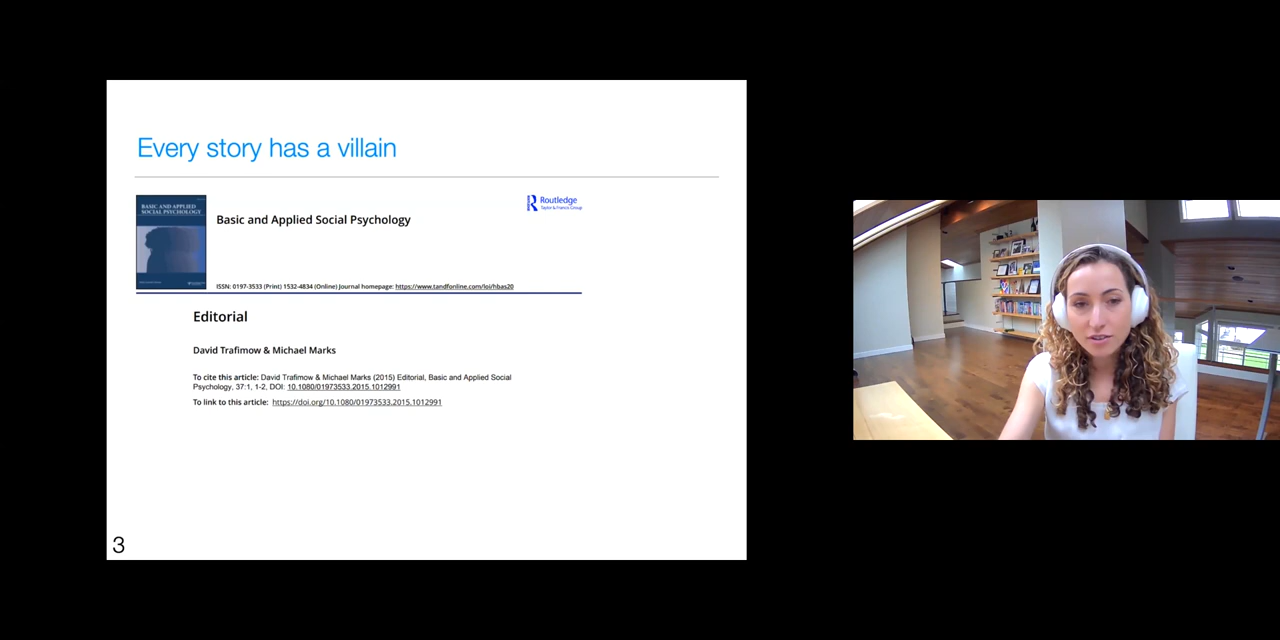 Every story has a villain
BASIC AND APPLIED
SOCIAL PSYCHOLOGY
Routledge
Taylor & Francis Group
Basic and Applied Social Psychology
ISSN: 0197-3533 (Print) 1532-4834 (Online) Journal homepage: https://www.tandfonline.com/loi/hbas20
Editorial
David Trafimow & Michael Marks
To cite this article: David Trafimow & Michael Marks (2015) Editorial, Basic and Applied Social
Psychology, 37:1, 1-2, DOI: 10.1080/01973533.2015.1012991
To link to this article: https://doi.org/10.1080/01973533.2015.1012991
3